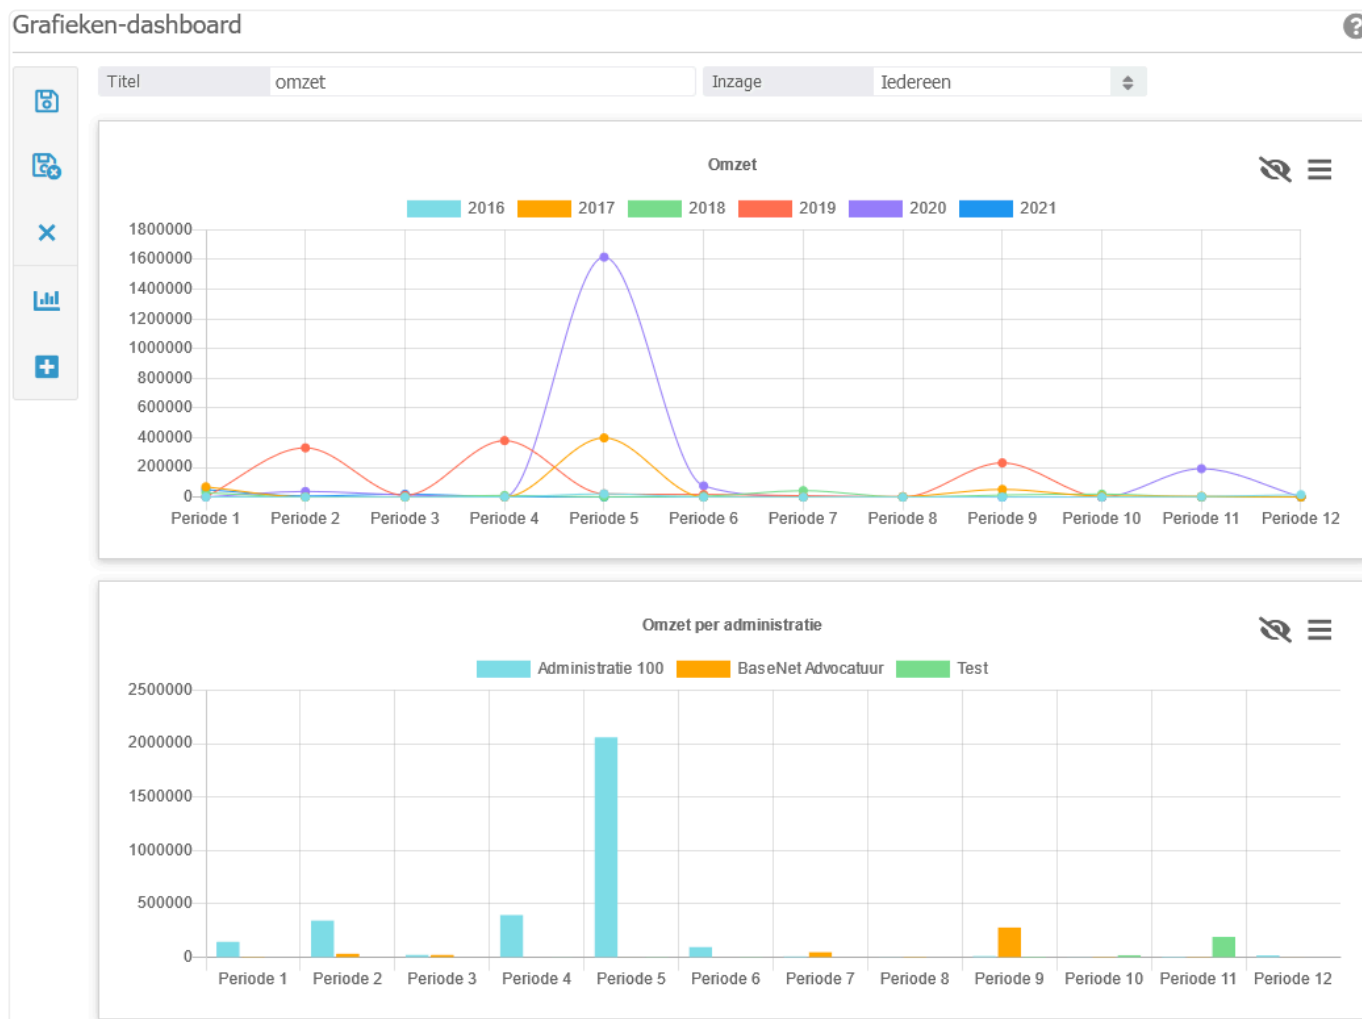 Grafieken-dashboard
Titel omzet Inzage Iedereen
Omzet
2016 2017 2018 2019 2020 2021
1800000
1600000
1400000
1200000
1000000
800000
600000
400000
200000
0
Periode 1 Periode 2 Periode 3 Periode 4 Periode 5 Periode 6 Periode 7 Periode 8 Periode 9 Periode 10 Periode 11 Periode 12
Omzet per administratie
Administratie 100 BaseNet Advocatuur Test
2500000
2000000
1500000
1000000
500000
0
Periode 1 Periode 2 Periode 3 Periode 4 Periode 5 Periode 6 Periode 7 Periode 8 Periode 9 Periode 10 Periode 11 Periode 12